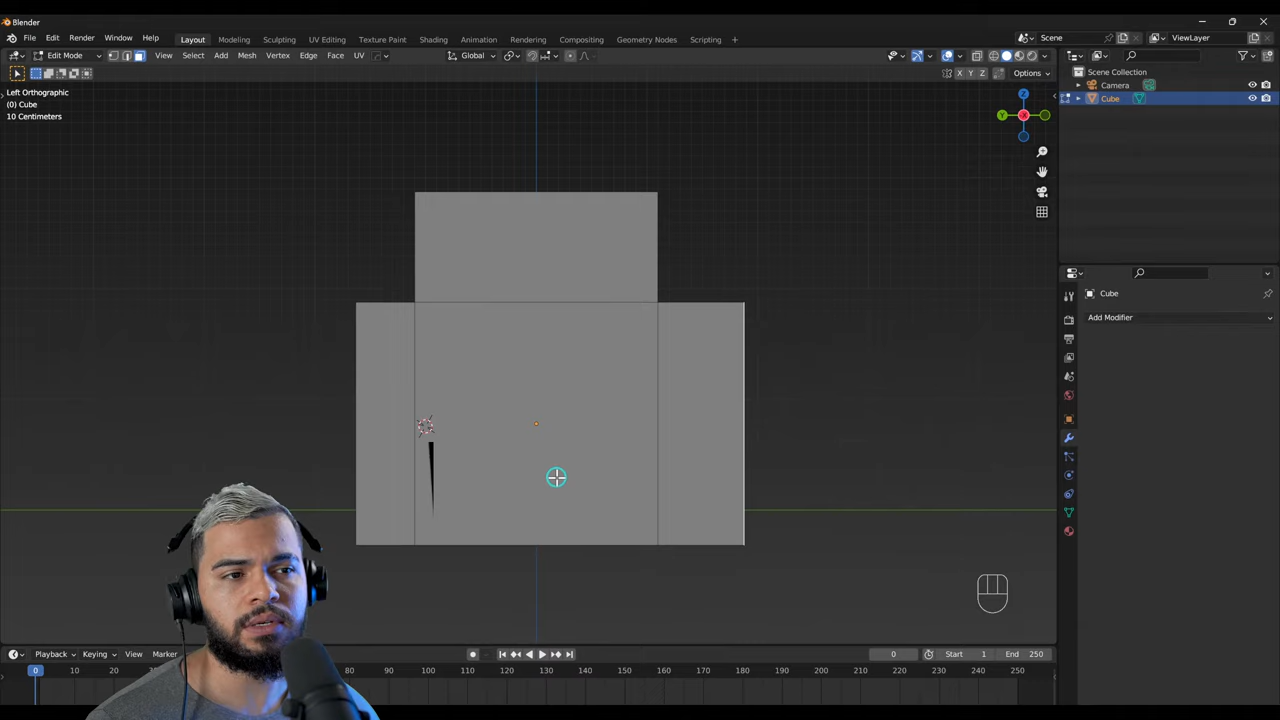 Blender
File Edit Render Window Help Layout Modeling Sculpting UV Editing Texture Paint Shading Animation Rendering Compositing Geometry Nodes Scripting + Scene ViewLayer
Edit Mode View Select Add Mesh Vertex Edge Face UV Global
X Y Z Options
Scene Collection
Camera
Cube
Left Orthographic
(0) Cube
10 Centimeters
Z
Y
X
Cube
Add Modifier
Playback Keying View Marker 0 Start 1 End 250
0 10 20 80 90 100 110 120 130 140 150 160 170 180 190 200 210 220 230 240 250